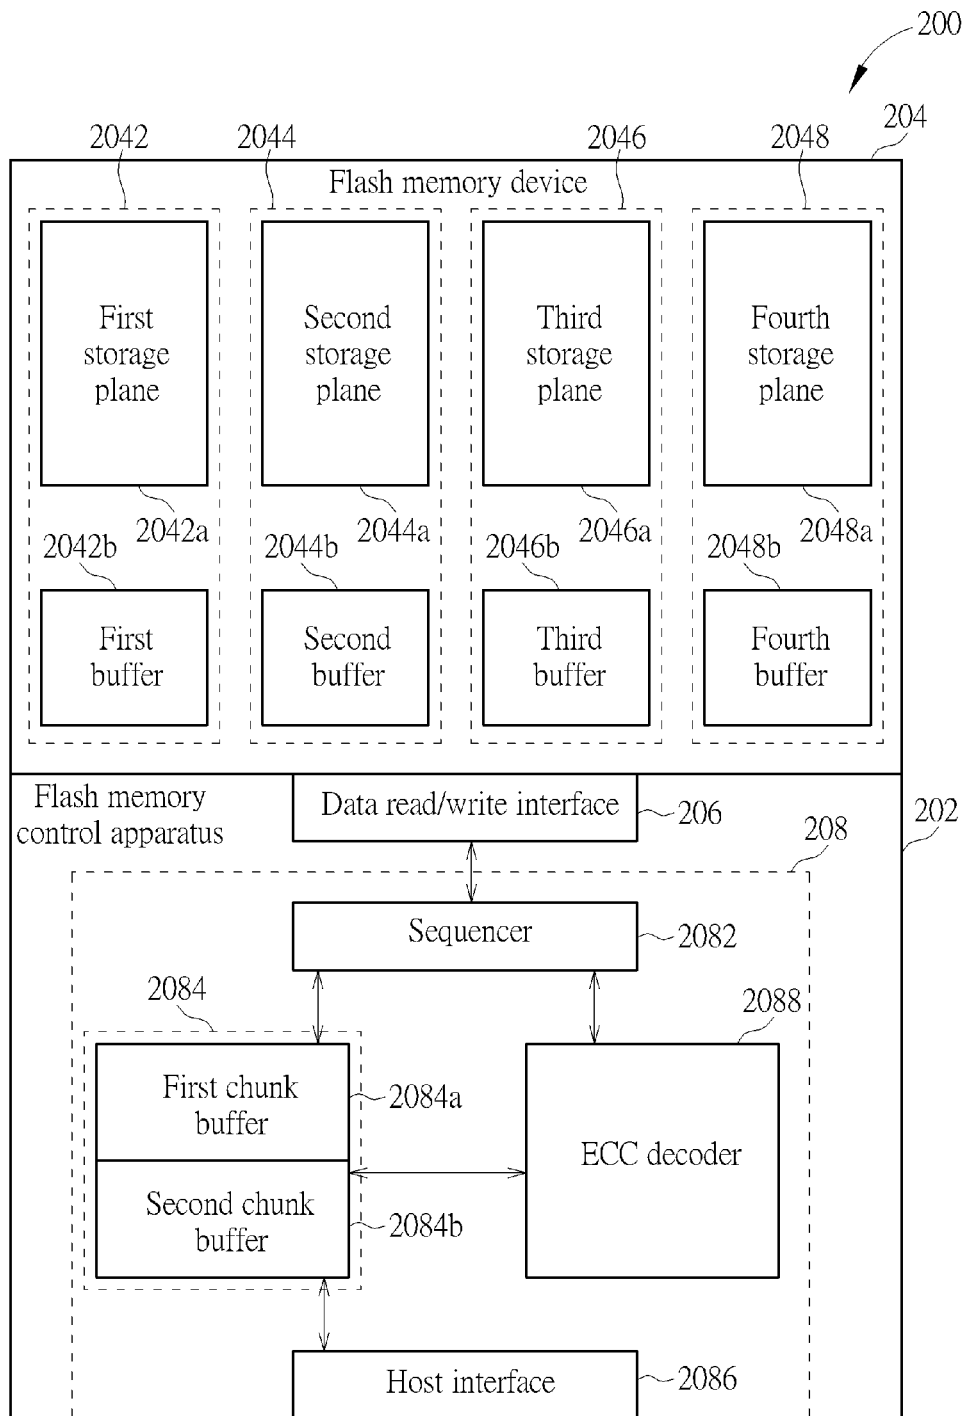 200
204
2042
2044
2046
2048
Flash memory device
First
storage
plane
Second
storage
plane
Third
storage
plane
Fourth
storage
plane
2042a
2044a
2046a
2048a
2042b
2044b
2046b
2048b
First
buffer
Second
buffer
Third
buffer
Fourth
buffer
Flash memory
control apparatus
Data read/write interface
206
202
208
Sequencer
2082
2084
2088
First chunk
buffer
2084a
ECC decoder
Second chunk
buffer
2084b
Host interface
2086